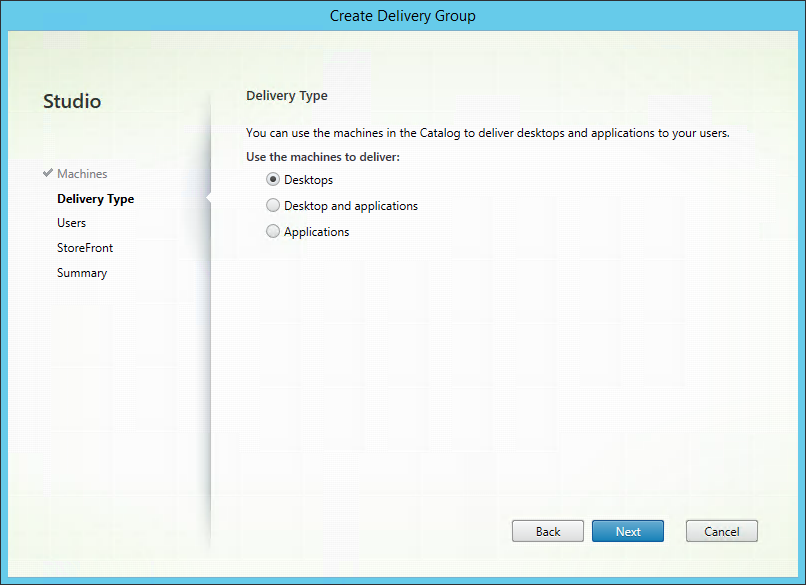 Create Delivery Group
Studio
Machines
Delivery Type
Users
StoreFront
Summary
Delivery Type
You can use the machines in the Catalog to deliver desktops and applications to your users.
Use the machines to deliver:
Desktops
Desktop and applications
Applications
Back
Next
Cancel